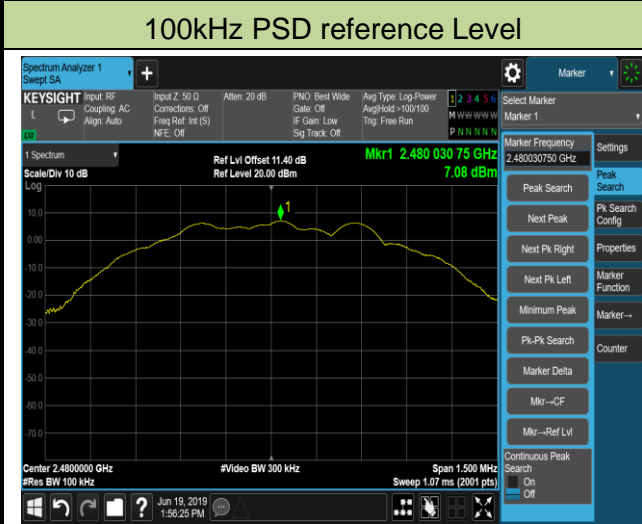 100kHz PSD reference Level
Spectrum Analyzer 1
Swept SA
+
Marker
KEYSIGHT
L
Input: RF
Coupling: AC
Align: Auto
Input Z: 50 Ω
Corrections: Off
Freq Ref: Int (S)
NFE: Off
Atten: 20 dB
PNO: Best Wide
Gate: Off
IF Gain: Low
Sig Track: Off
Avg Type: Log-Power
Avg|Hold:>100/100
Trig: Free Run
1 2 3 4 5 6
M W W W W W
P N N N N N
Select Marker
Marker 1
1 Spectrum
Scale/Div 10 dB
Log
Ref Lvl Offset 11.40 dB
Ref Level 20.00 dBm
Mkr1 2.480 030 75 GHz
7.08 dBm
1
10.0
0.00
-10.0
-20.0
-30.0
-40.0
-50.0
-60.0
-70.0
Center 2.4800000 GHz
#Res BW 100 kHz
#Video BW 300 kHz
Span 1.500 MHz
Sweep 1.07 ms (2001 pts)
Marker Frequency
2.480030750 GHz
Peak Search
Next Peak
Next Pk Right
Next Pk Left
Minimum Peak
Pk-Pk Search
Marker Delta
Mkr→CF
Mkr→Ref Lvl
Continuous Peak
Search
On
Off
Settings
Peak
Search
Pk Search
Config
Properties
Marker
Function
Marker→
Counter
?
Jun 19, 2019
1:56:25 PM